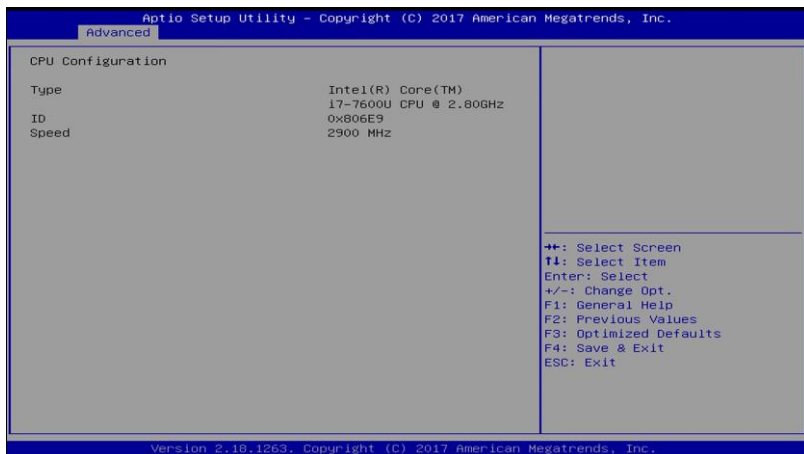 Aptio Setup Utility – Copyright (C) 2017 American Megatrends, Inc.
Advanced
CPU Configuration
Type Intel(R) Core(TM)
i7-7600U CPU @ 2.80GHz
ID 0x806E9
Speed 2900 MHz
→←: Select Screen
↑↓: Select Item
Enter: Select
+/-: Change Opt.
F1: General Help
F2: Previous Values
F3: Optimized Defaults
F4: Save & Exit
ESC: Exit
Version 2.18.1263. Copyright (C) 2017 American Megatrends, Inc.